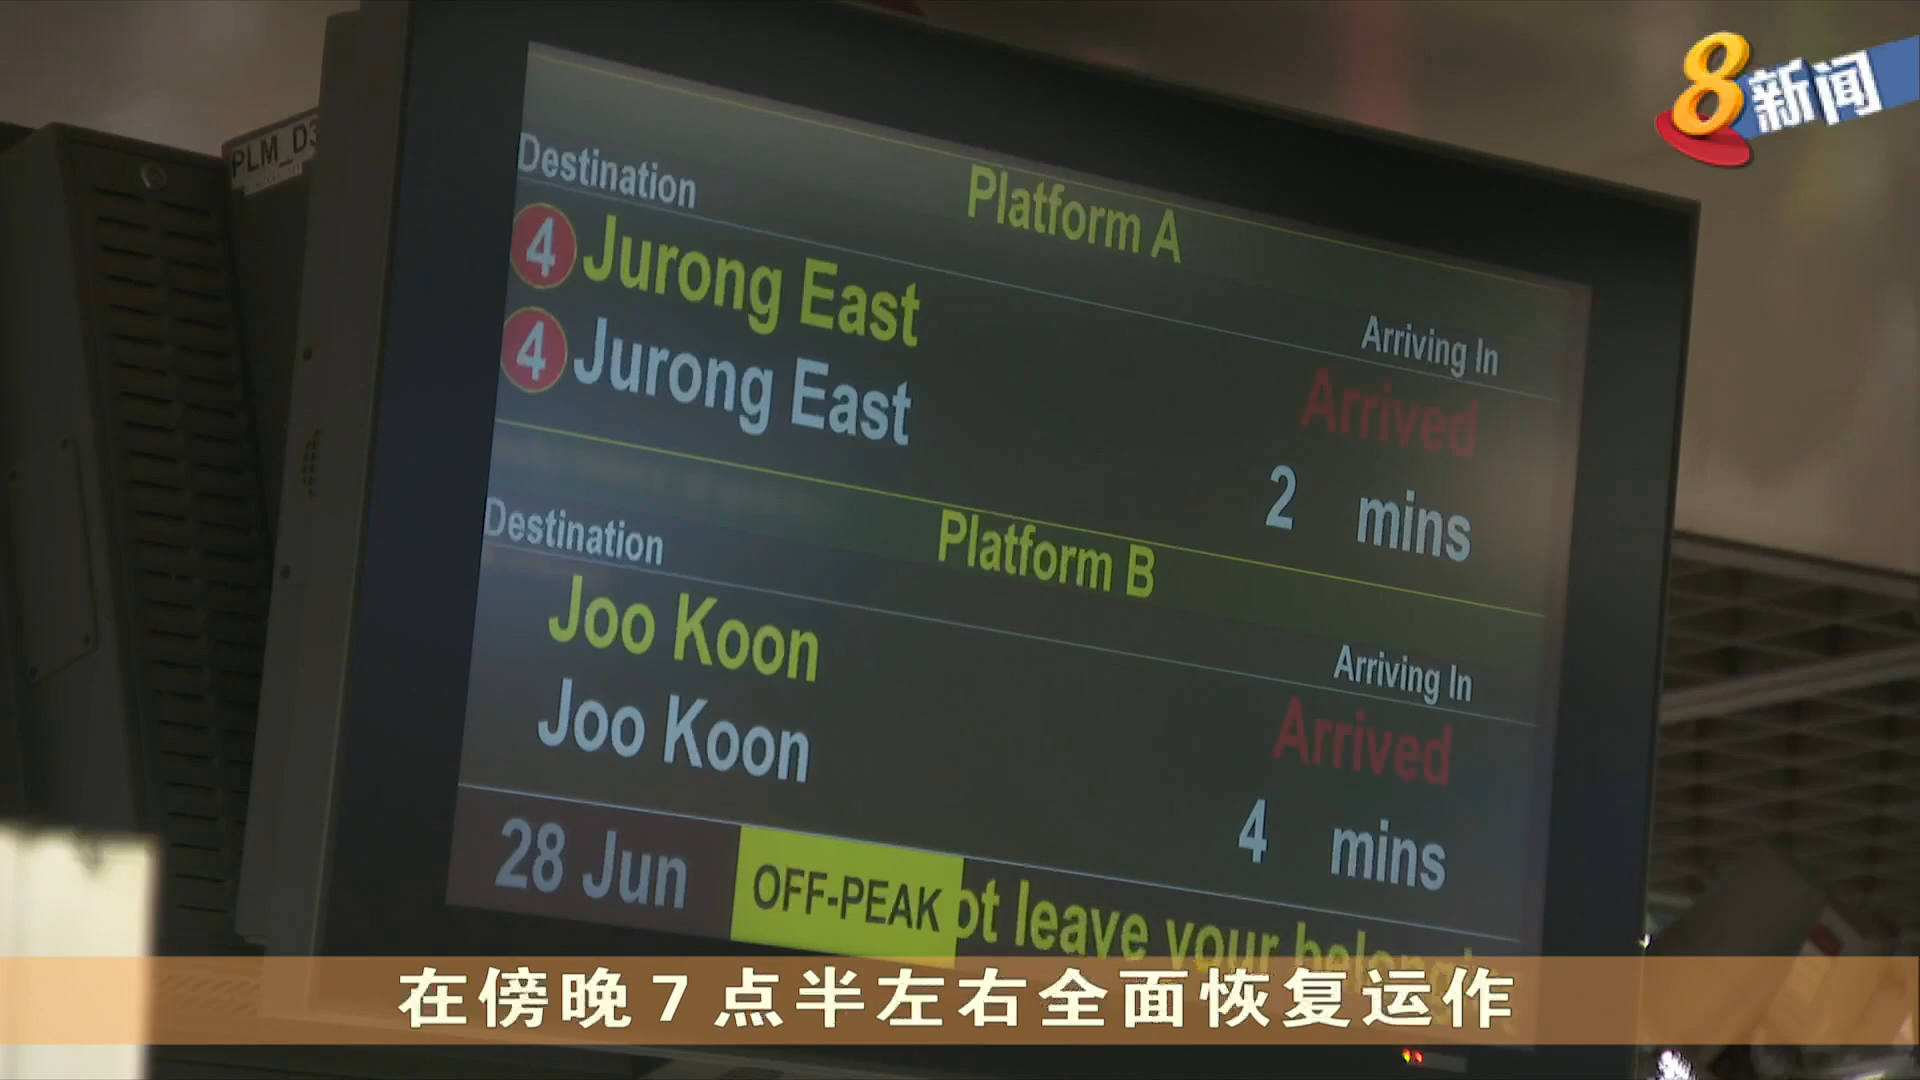 8新闻
PLM_D3
Destination
Platform A
Arriving In
4 Jurong East
Arrived
4 Jurong East
2 mins
Destination
Platform B
Arriving In
Joo Koon
Arrived
Joo Koon
4 mins
28 Jun OFF-PEAK ot leave your belong
在傍晚7点半左右全面恢复运作